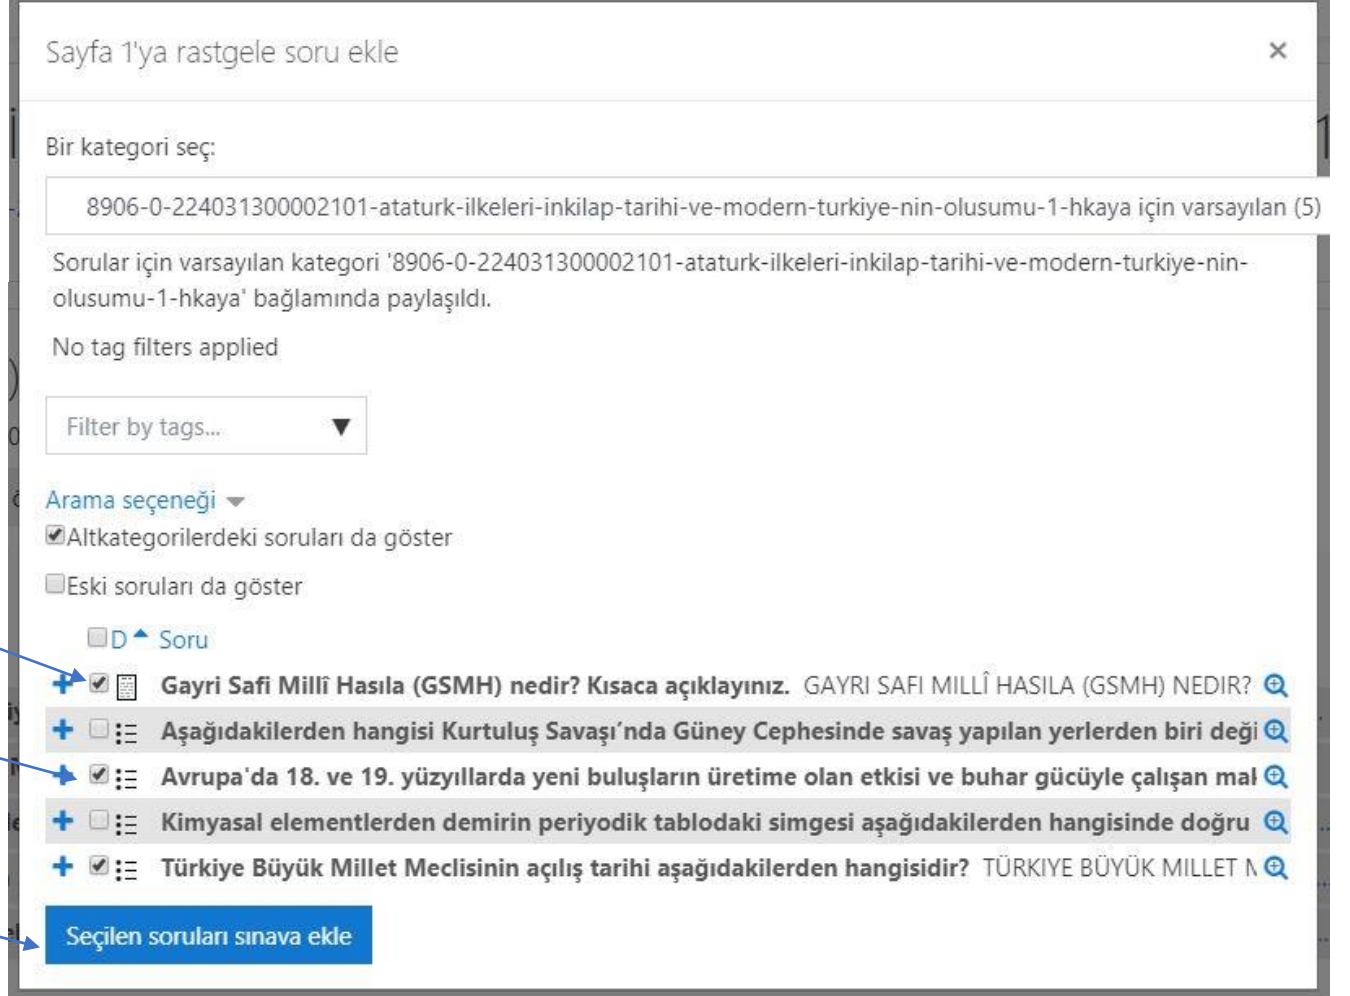 Sayfa 1'ya rastgele soru ekle ×
Bir kategori seç:
8906-0-224031300002101-ataturk-ilkeleri-inkilap-tarihi-ve-modern-turkiye-nin-olusumu-1-hkaya için varsayılan (5)
Sorular için varsayılan kategori '8906-0-224031300002101-ataturk-ilkeleri-inkilap-tarihi-ve-modern-turkiye-nin-
olusumu-1-hkaya' bağlamında paylaşıldı.
No tag filters applied
Filter by tags...
Arama seçeneği
Altkategorilerdeki soruları da göster
Eski soruları da göster
D Soru
Gayri Safi Millî Hasıla (GSMH) nedir? Kısaca açıklayınız. GAYRI SAFI MILLÎ HASILA (GSMH) NEDIR?
Aşağıdakilerden hangisi Kurtuluş Savaşı´nda Güney Cephesinde savaş yapılan yerlerden biri deği
Avrupa'da 18. ve 19. yüzyıllarda yeni buluşların üretime olan etkisi ve buhar gücüyle çalışan mak
Kimyasal elementlerden demirin periyodik tablodaki simgesi aşağıdakilerden hangisinde doğru
Türkiye Büyük Millet Meclisinin açılış tarihi aşağıdakilerden hangisidir? TÜRKIYE BÜYÜK MILLET M
Seçilen soruları sınava ekle